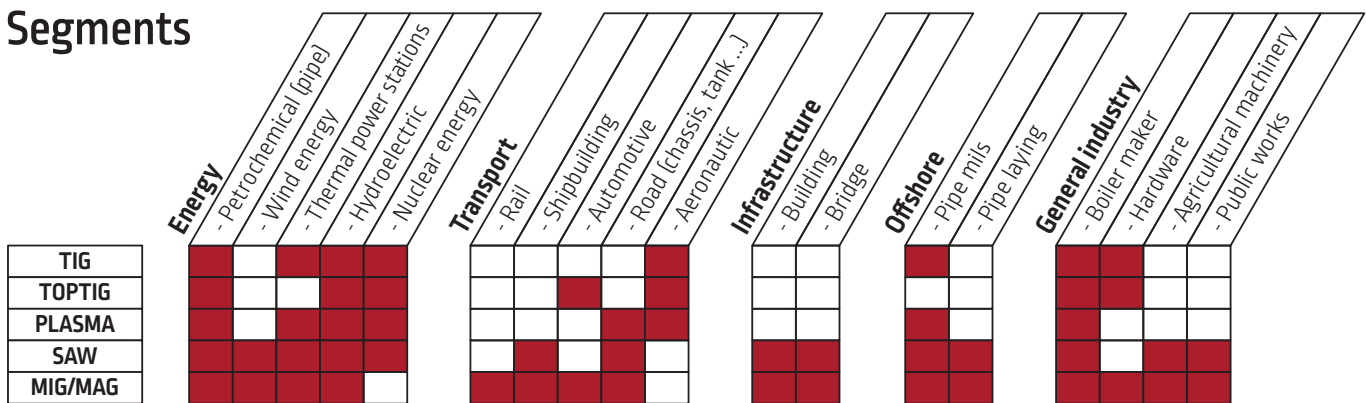 Segments
Energy
- Petrochemical (pipe)
- Wind energy
- Thermal power stations
- Hydroelectric
- Nuclear energy
Transport
- Rail
- Shipbuilding
- Automotive
- Road (chassis, tank ...)
- Aeronautic
Infrastructure
- Building
- Bridge
Offshore
- Pipe mils
- Pipe laying
General industry
- Boiler maker
- Hardware
- Agricultural machinery
- Public works
TIG
TOPTIG
PLASMA
SAW
MIG/MAG